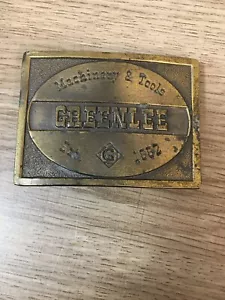 Machinery & Tools
GREENLEE
Est. G 1862